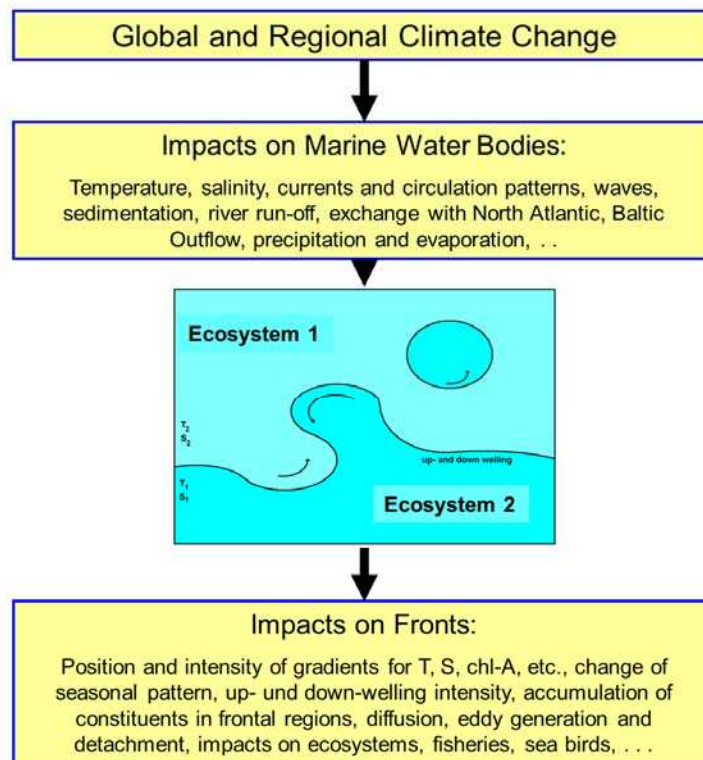 Global and Regional Climate Change
Impacts on Marine Water Bodies:
Temperature, salinity, currents and circulation patterns, waves,
sedimentation, river run-off, exchange with North Atlantic, Baltic
Outflow, precipitation and evaporation, . .
Ecosystem 1
T₂
S₂
up- and down welling
T₁
S₁
Ecosystem 2
Impacts on Fronts:
Position and intensity of gradients for T, S, chl-A, etc., change of
seasonal pattern, up- und down-welling intensity, accumulation of
constituents in frontal regions, diffusion, eddy generation and
detachment, impacts on ecosystems, fisheries, sea birds, . . .